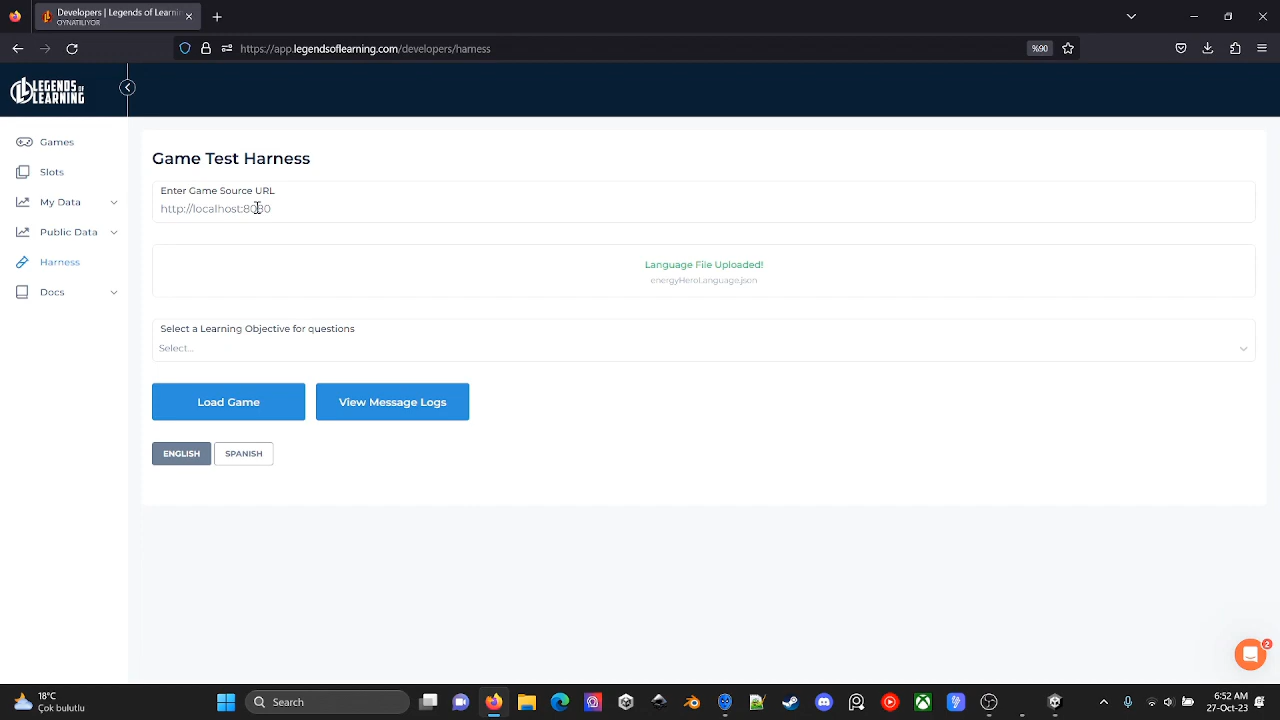 Developers | Legends of Learnin
OYNATILIYOR
https://app.legendsoflearning.com/developers/harness
%90
LEGENDS OF
LEARNING
Games
Slots
My Data
Public Data
Harness
Docs
Game Test Harness
Enter Game Source URL
http://localhost:8080
Language File Uploaded!
energyHeroLanguage.json
Select a Learning Objective for questions
Select...
Load Game
View Message Logs
ENGLISH
SPANISH
2
18°C
Çok bulutlu
Search
6:52 AM
27-Oct-23